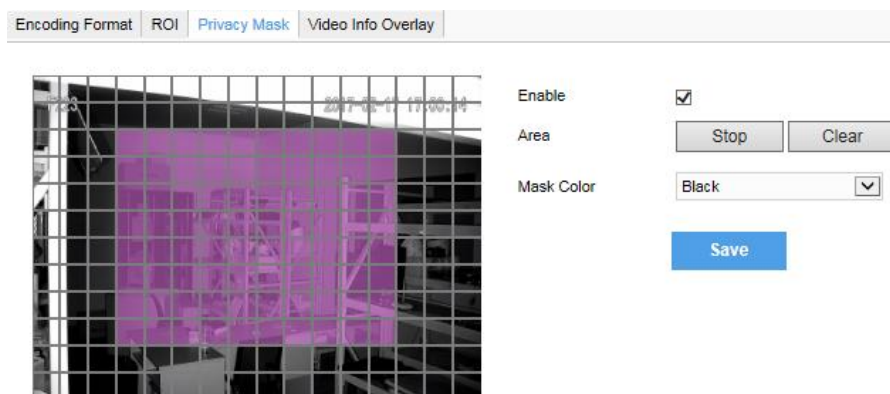 Encoding Format ROI Privacy Mask Video Info Overlay
Enable
Area Stop Clear
Mask Color Black
Save